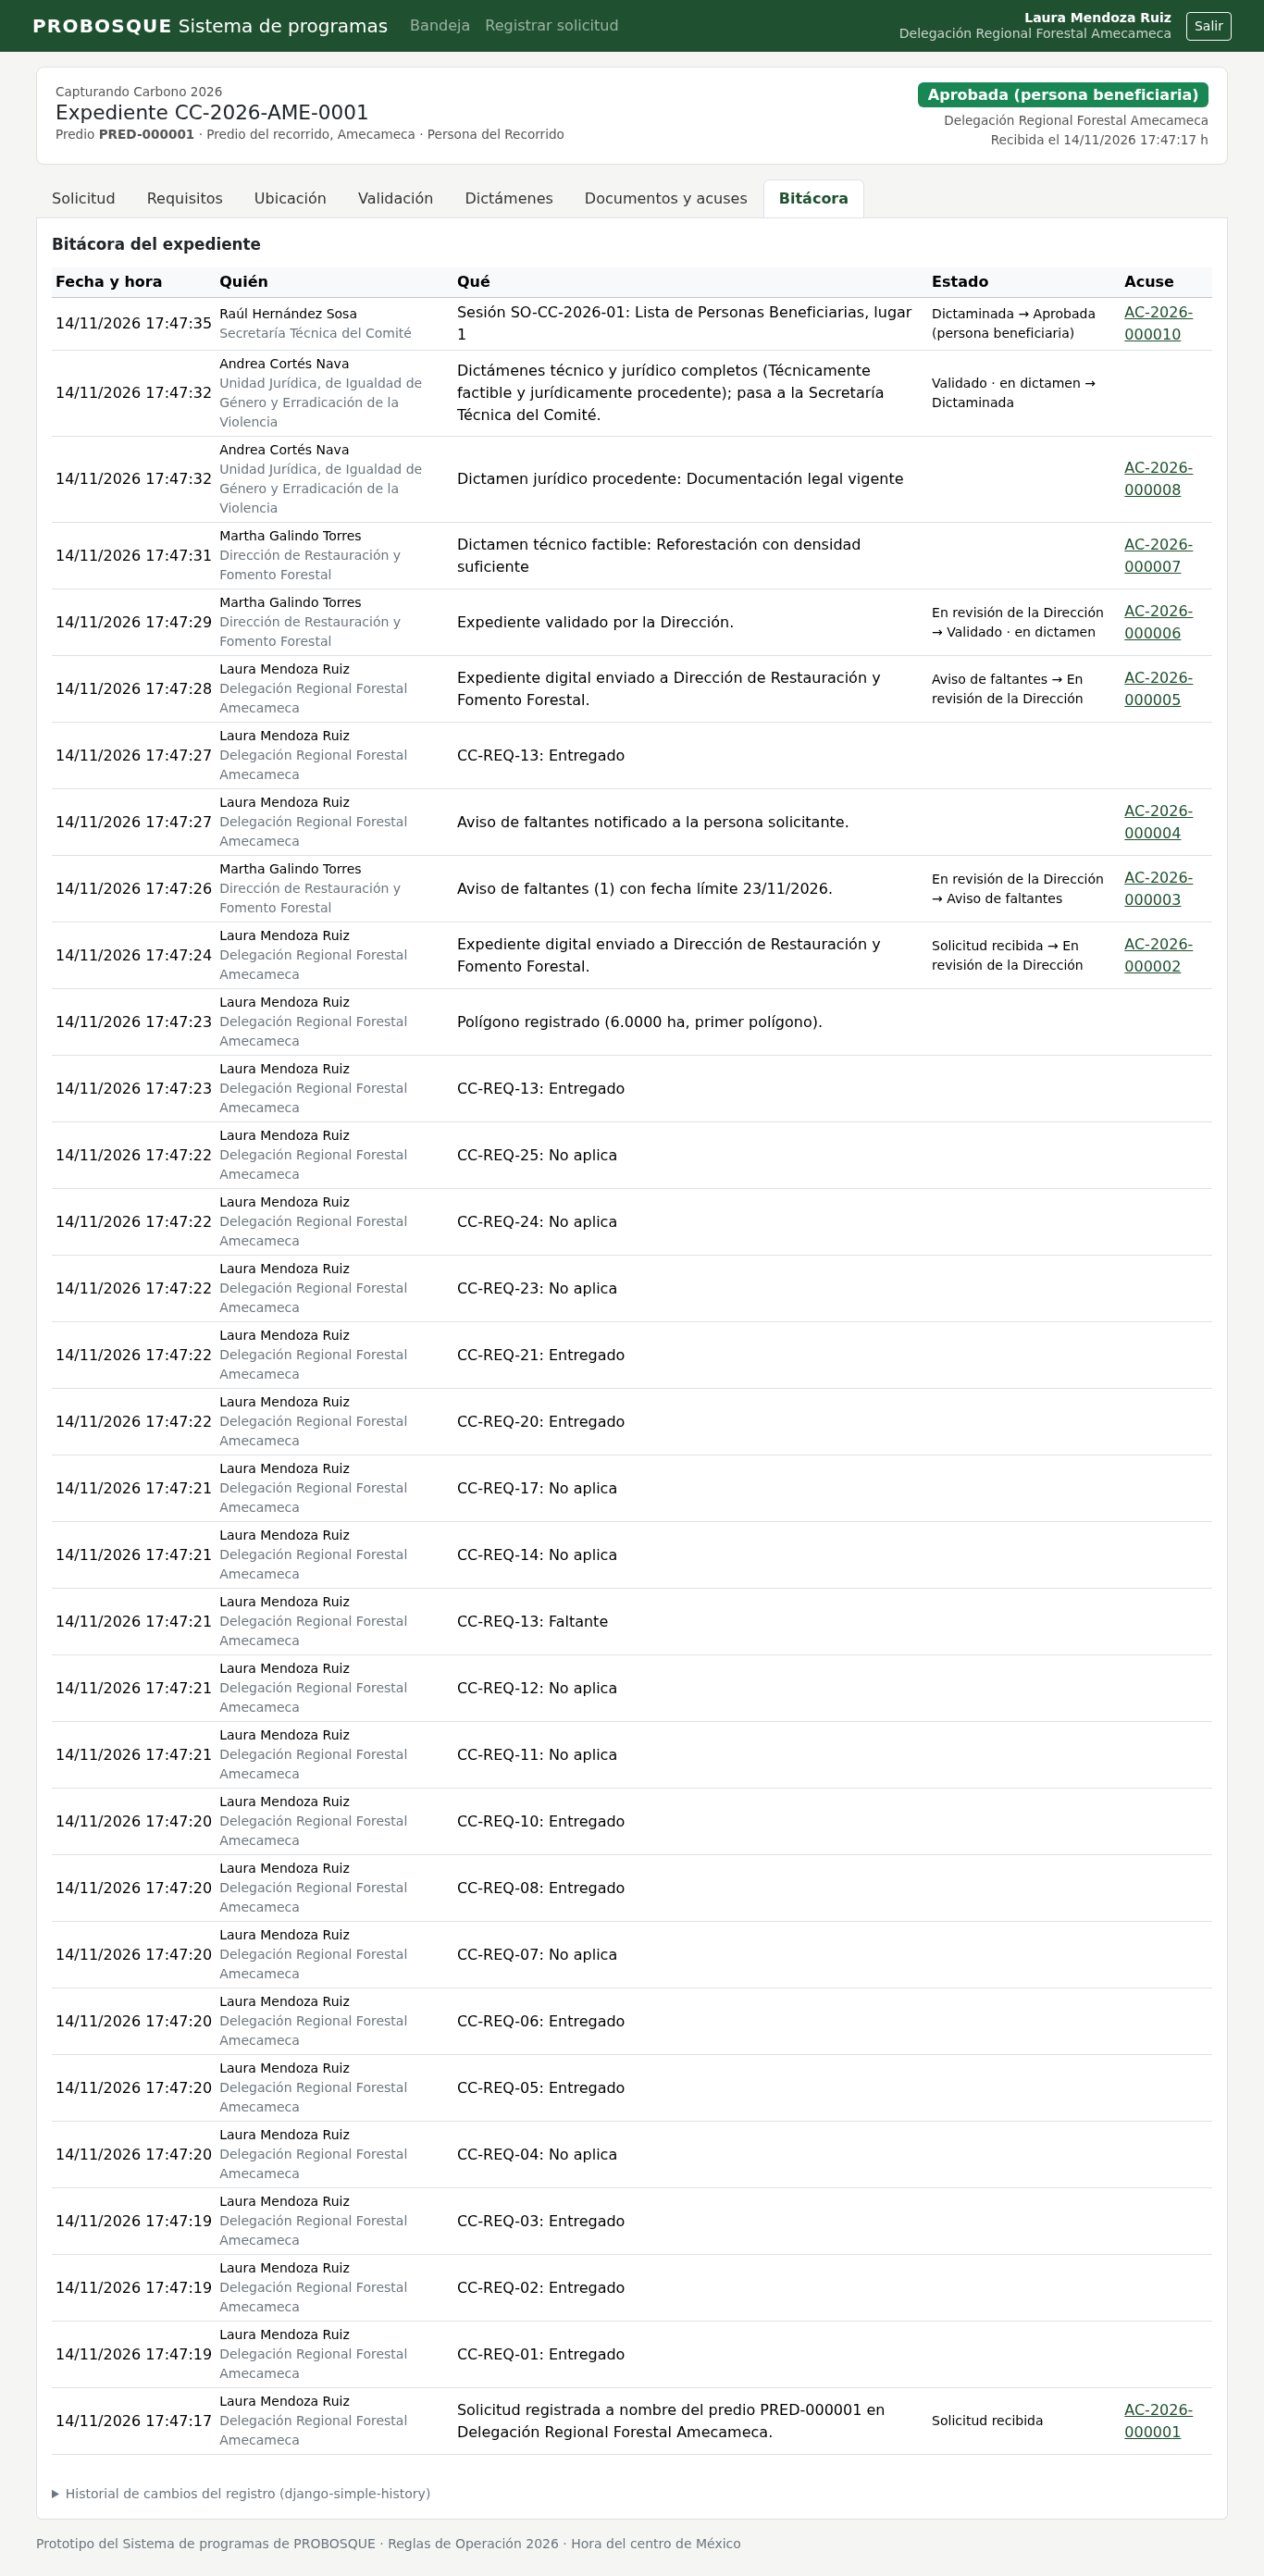 PROBOSQUE Sistema de programas Bandeja Registrar solicitud Laura Mendoza Ruiz Salir
Delegación Regional Forestal Amecameca
Capturando Carbono 2026
Expediente CC-2026-AME-0001
Predio PRED-000001 · Predio del recorrido, Amecameca · Persona del Recorrido
Aprobada (persona beneficiaria)
Delegación Regional Forestal Amecameca
Recibida el 14/11/2026 17:47:17 h
Solicitud Requisitos Ubicación Validación Dictámenes Documentos y acuses Bitácora
Bitácora del expediente
Fecha y hora Quién Qué Estado Acuse
14/11/2026 17:47:35
Raúl Hernández Sosa
Secretaría Técnica del Comité
Sesión SO-CC-2026-01: Lista de Personas Beneficiarias, lugar
1
Dictaminada → Aprobada
(persona beneficiaria)
AC-2026-
000010
14/11/2026 17:47:32
Andrea Cortés Nava
Unidad Jurídica, de Igualdad de
Género y Erradicación de la
Violencia
Dictámenes técnico y jurídico completos (Técnicamente
factible y jurídicamente procedente); pasa a la Secretaría
Técnica del Comité.
Validado · en dictamen →
Dictaminada
14/11/2026 17:47:32
Andrea Cortés Nava
Unidad Jurídica, de Igualdad de
Género y Erradicación de la
Violencia
Dictamen jurídico procedente: Documentación legal vigente
AC-2026-
000008
14/11/2026 17:47:31
Martha Galindo Torres
Dirección de Restauración y
Fomento Forestal
Dictamen técnico factible: Reforestación con densidad
suficiente
AC-2026-
000007
14/11/2026 17:47:29
Martha Galindo Torres
Dirección de Restauración y
Fomento Forestal
Expediente validado por la Dirección.
En revisión de la Dirección
→ Validado · en dictamen
AC-2026-
000006
14/11/2026 17:47:28
Laura Mendoza Ruiz
Delegación Regional Forestal
Amecameca
Expediente digital enviado a Dirección de Restauración y
Fomento Forestal.
Aviso de faltantes → En
revisión de la Dirección
AC-2026-
000005
14/11/2026 17:47:27
Laura Mendoza Ruiz
Delegación Regional Forestal
Amecameca
CC-REQ-13: Entregado
14/11/2026 17:47:27
Laura Mendoza Ruiz
Delegación Regional Forestal
Amecameca
Aviso de faltantes notificado a la persona solicitante.
AC-2026-
000004
14/11/2026 17:47:26
Martha Galindo Torres
Dirección de Restauración y
Fomento Forestal
Aviso de faltantes (1) con fecha límite 23/11/2026.
En revisión de la Dirección
→ Aviso de faltantes
AC-2026-
000003
14/11/2026 17:47:24
Laura Mendoza Ruiz
Delegación Regional Forestal
Amecameca
Expediente digital enviado a Dirección de Restauración y
Fomento Forestal.
Solicitud recibida → En
revisión de la Dirección
AC-2026-
000002
14/11/2026 17:47:23
Laura Mendoza Ruiz
Delegación Regional Forestal
Amecameca
Polígono registrado (6.0000 ha, primer polígono).
14/11/2026 17:47:23
Laura Mendoza Ruiz
Delegación Regional Forestal
Amecameca
CC-REQ-13: Entregado
14/11/2026 17:47:22
Laura Mendoza Ruiz
Delegación Regional Forestal
Amecameca
CC-REQ-25: No aplica
14/11/2026 17:47:22
Laura Mendoza Ruiz
Delegación Regional Forestal
Amecameca
CC-REQ-24: No aplica
14/11/2026 17:47:22
Laura Mendoza Ruiz
Delegación Regional Forestal
Amecameca
CC-REQ-23: No aplica
14/11/2026 17:47:22
Laura Mendoza Ruiz
Delegación Regional Forestal
Amecameca
CC-REQ-21: Entregado
14/11/2026 17:47:22
Laura Mendoza Ruiz
Delegación Regional Forestal
Amecameca
CC-REQ-20: Entregado
14/11/2026 17:47:21
Laura Mendoza Ruiz
Delegación Regional Forestal
Amecameca
CC-REQ-17: No aplica
14/11/2026 17:47:21
Laura Mendoza Ruiz
Delegación Regional Forestal
Amecameca
CC-REQ-14: No aplica
14/11/2026 17:47:21
Laura Mendoza Ruiz
Delegación Regional Forestal
Amecameca
CC-REQ-13: Faltante
14/11/2026 17:47:21
Laura Mendoza Ruiz
Delegación Regional Forestal
Amecameca
CC-REQ-12: No aplica
14/11/2026 17:47:21
Laura Mendoza Ruiz
Delegación Regional Forestal
Amecameca
CC-REQ-11: No aplica
14/11/2026 17:47:20
Laura Mendoza Ruiz
Delegación Regional Forestal
Amecameca
CC-REQ-10: Entregado
14/11/2026 17:47:20
Laura Mendoza Ruiz
Delegación Regional Forestal
Amecameca
CC-REQ-08: Entregado
14/11/2026 17:47:20
Laura Mendoza Ruiz
Delegación Regional Forestal
Amecameca
CC-REQ-07: No aplica
14/11/2026 17:47:20
Laura Mendoza Ruiz
Delegación Regional Forestal
Amecameca
CC-REQ-06: Entregado
14/11/2026 17:47:20
Laura Mendoza Ruiz
Delegación Regional Forestal
Amecameca
CC-REQ-05: Entregado
14/11/2026 17:47:20
Laura Mendoza Ruiz
Delegación Regional Forestal
Amecameca
CC-REQ-04: No aplica
14/11/2026 17:47:19
Laura Mendoza Ruiz
Delegación Regional Forestal
Amecameca
CC-REQ-03: Entregado
14/11/2026 17:47:19
Laura Mendoza Ruiz
Delegación Regional Forestal
Amecameca
CC-REQ-02: Entregado
14/11/2026 17:47:19
Laura Mendoza Ruiz
Delegación Regional Forestal
Amecameca
CC-REQ-01: Entregado
14/11/2026 17:47:17
Laura Mendoza Ruiz
Delegación Regional Forestal
Amecameca
Solicitud registrada a nombre del predio PRED-000001 en
Delegación Regional Forestal Amecameca.
Solicitud recibida
AC-2026-
000001
▶ Historial de cambios del registro (django-simple-history)
Prototipo del Sistema de programas de PROBOSQUE · Reglas de Operación 2026 · Hora del centro de México